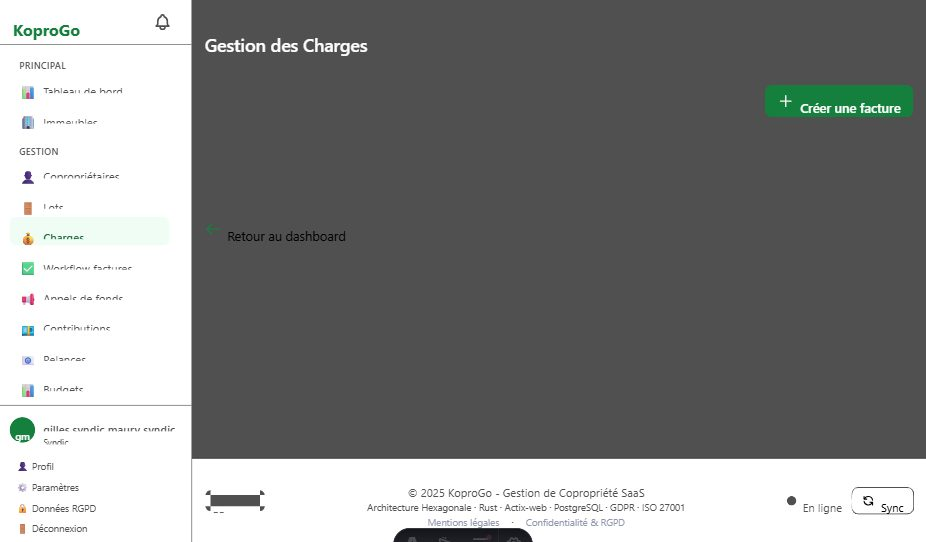 KoproGo
PRINCIPAL
Tableau de bord
Immeubles
GESTION
Copropriétaires
Lots
Charges
Workflow factures
Appels de fonds
Contributions
Relances
Budgets
gm
gilles syndic maury syndic
Syndic
Profil
Paramètres
Données RGPD
Déconnexion
Gestion des Charges
Créer une facture
Retour au dashboard
© 2025 KoproGo - Gestion de Copropriété SaaS
Architecture Hexagonale · Rust · Actix-web · PostgreSQL · GDPR · ISO 27001
Mentions légales · Confidentialité & RGPD
En ligne
Sync